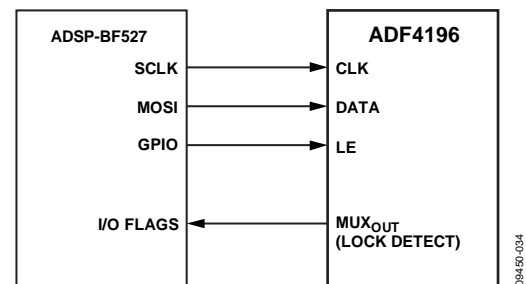 ADSP-BF527
ADF4196
SCLK
CLK
MOSI
DATA
GPIO
LE
I/O FLAGS
MUXOUT
(LOCK DETECT)
09450-034